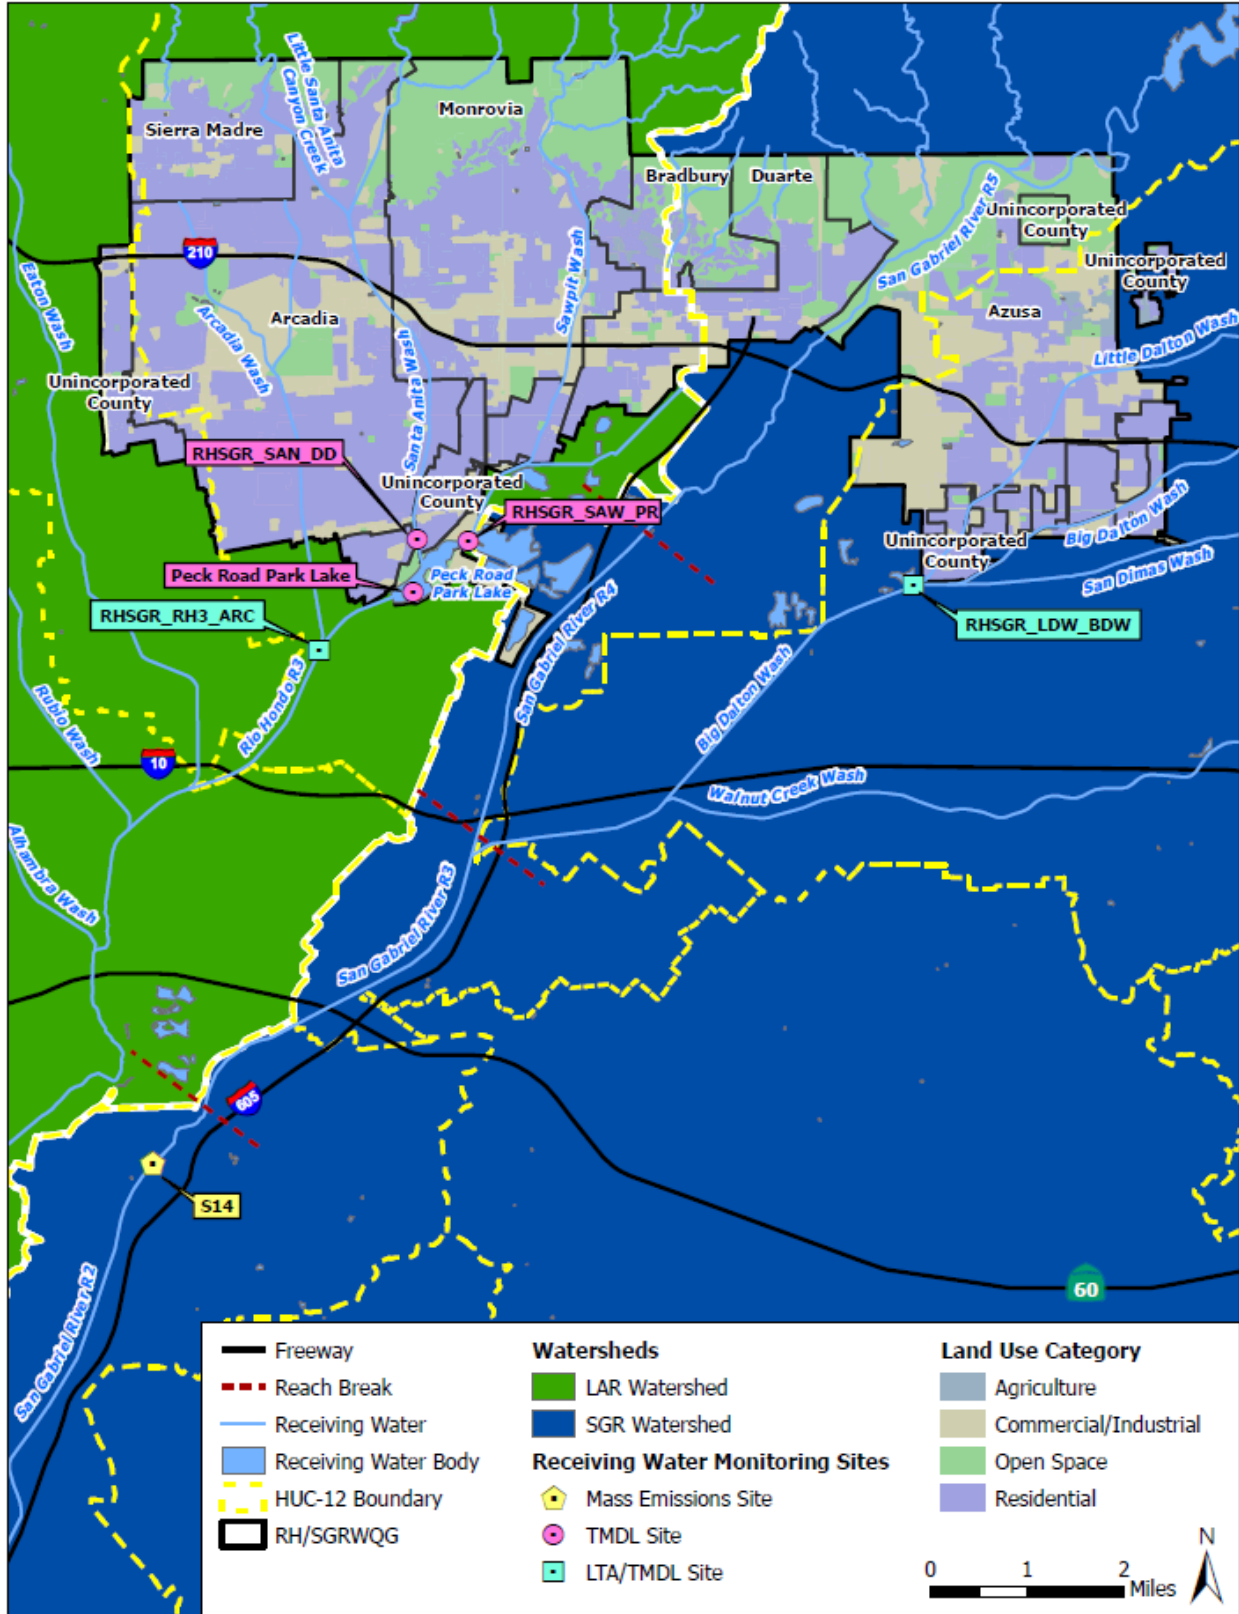 Little Santa Anita
Canyon Creek
Monrovia
Sierra Madre
Bradbury
Duarte
San Gabriel River R5
Unincorporated
County
Unincorporated
County
210
Eaton Wash
Arcadia Wash
Arcadia
Santa Anita Wash
Sawpit Wash
Azusa
Little Dalton Wash
Unincorporated
County
RHSGR_SAN_DD
Unincorporated
County
RHSGR_SAW_PR
Big Dalton Wash
Unincorporated
County
San Dimas Wash
Peck Road Park Lake
Peck Road
Park Lake
RHSGR_RH3_ARC
RHSGR_LDW_BDW
San Gabriel River R4
Rubio Wash
Rio Hondo R3
Big Dalton Wash
10
Walnut Creek Wash
Alhambra Wash
San Gabriel River R3
605
S14
60
San Gabriel River R2
Freeway
Reach Break
Receiving Water
Receiving Water Body
HUC-12 Boundary
RH/SGRWQG
Watersheds
LAR Watershed
SGR Watershed
Receiving Water Monitoring Sites
Mass Emissions Site
TMDL Site
LTA/TMDL Site
Land Use Category
Agriculture
Commercial/Industrial
Open Space
Residential
N
0 1 2
Miles